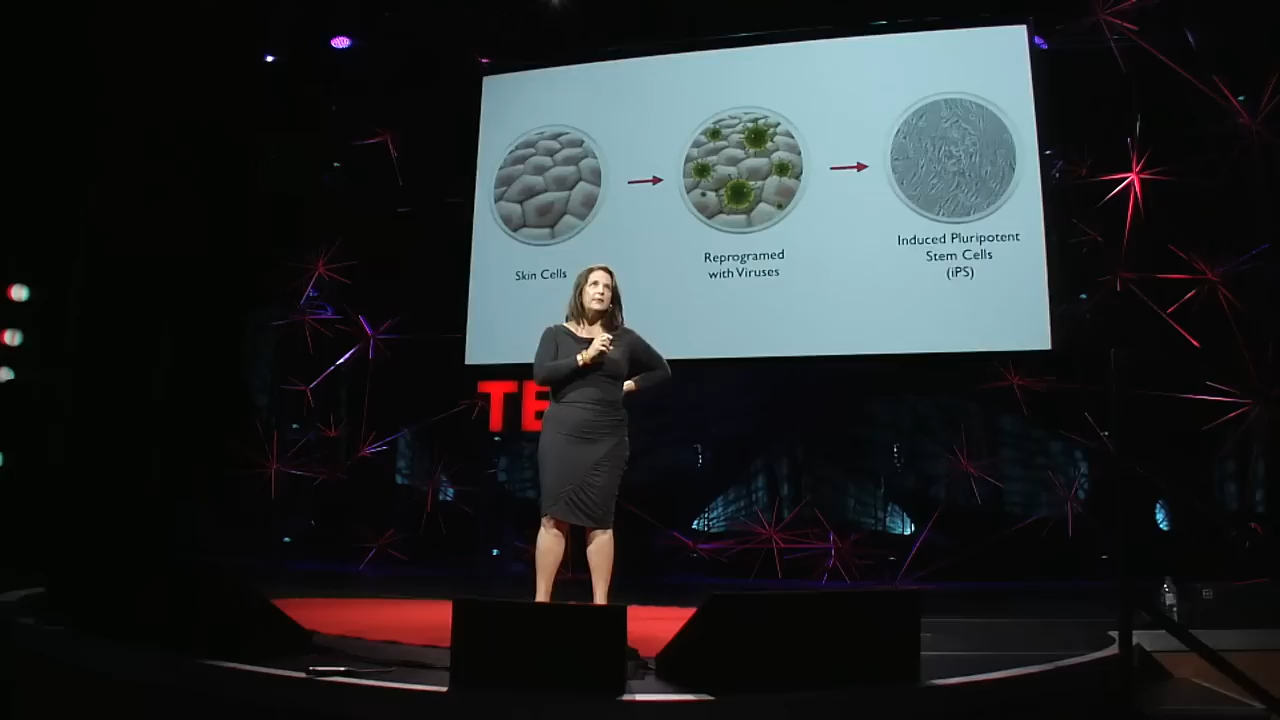 Skin Cells
Reprogramed
with Viruses
Induced Pluripotent
Stem Cells
(iPS)
TE